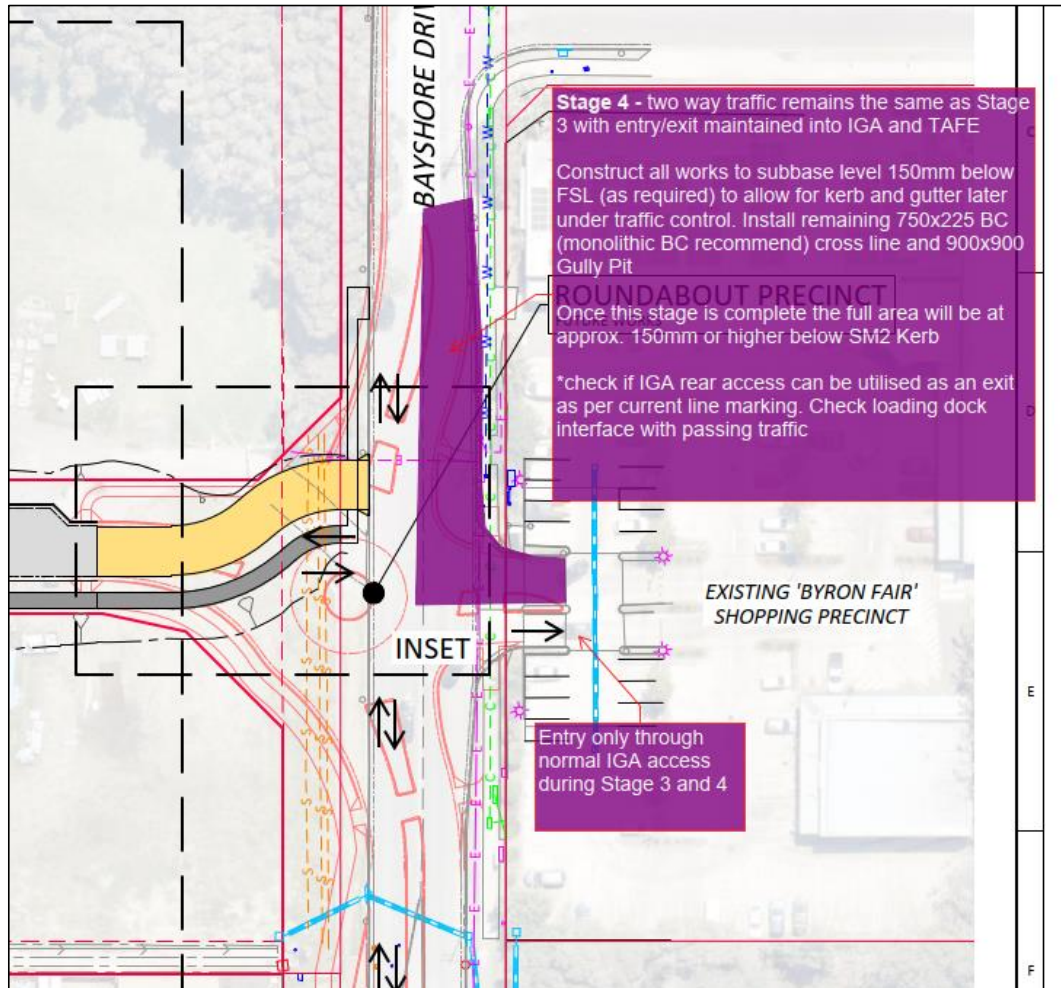 BAYSHORE DRIV
Stage 4 - two way traffic remains the same as Stage
3 with entry/exit maintained into IGA and TAFE
Construct all works to subbase level 150mm below
FSL (as required) to allow for kerb and gutter later
under traffic control. Install remaining 750x225 BC
(monolithic BC recommend) cross line and 900x900
Gully Pit
ROUNDABOUT PRECINCT
FUTURE WORKS
Once this stage is complete the full area will be at
approx. 150mm or higher below SM2 Kerb
*check if IGA rear access can be utilised as an exit
as per current line marking. Check loading dock
interface with passing traffic
EXISTING 'BYRON FAIR'
SHOPPING PRECINCT
INSET
Entry only through
normal IGA access
during Stage 3 and 4
C
D
E
F